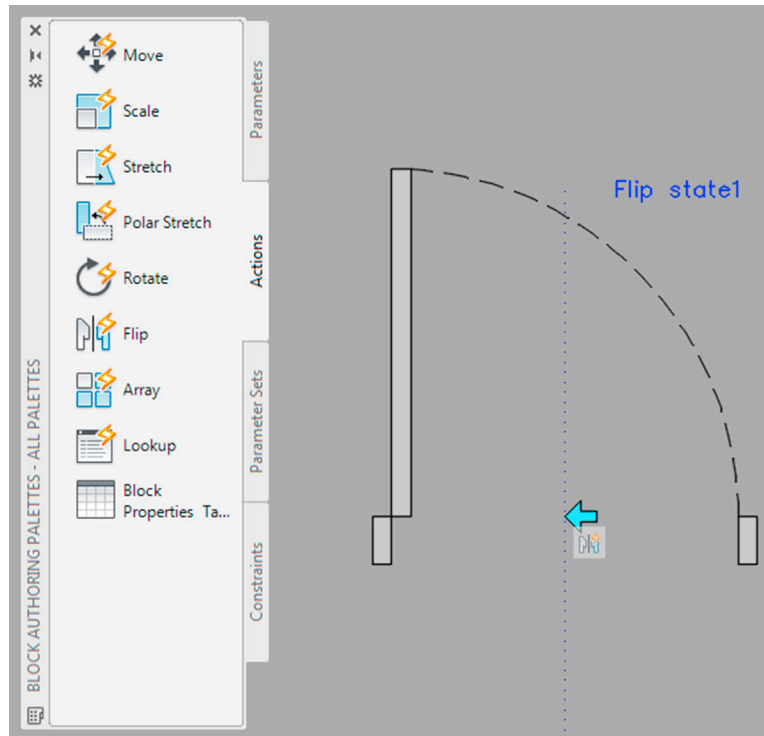 Move
Scale
Stretch
Polar Stretch
Rotate
Flip
Array
Lookup
Block
Properties Ta...
Parameters
Actions
Parameter Sets
Constraints
BLOCK AUTHORING PALETTES - ALL PALETTES
Flip state1